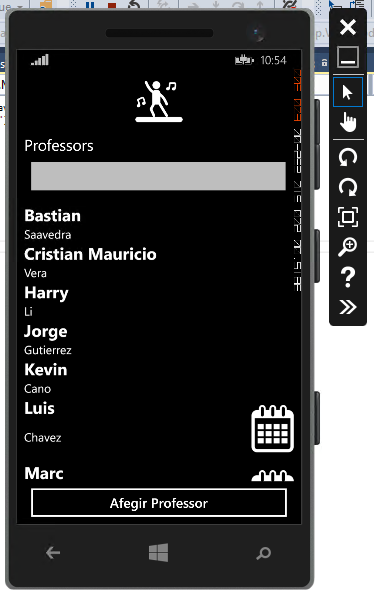 10:54
Professors
Bastian
Saavedra
Cristian Mauricio
Vera
Harry
Li
Jorge
Gutierrez
Kevin
Cano
Luis
Chavez
Marc
Afegir Professor